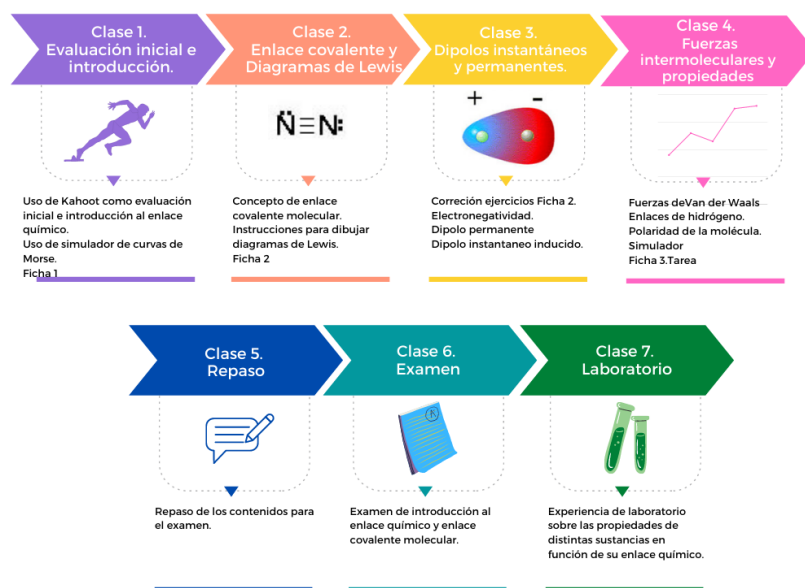 Clase 1.
Evaluación inicial e
introducción.
Clase 2.
Enlace covalente y
Diagramas de Lewis
Clase 3.
Dipolos instantáneos
y permanentes.
Clase 4.
Fuerzas
intermoleculares y
propiedades
N̈≡N:
+ -
Uso de Kahoot como evaluación
inicial e introducción al enlace
químico.
Uso de simulador de curvas de
Morse.
Ficha 1
Concepto de enlace
covalente molecular.
Instrucciones para dibujar
diagramas de Lewis.
Ficha 2
Correción ejercicios Ficha 2.
Electronegatividad.
Dipolo permanente
Dipolo instantaneo inducido.
Fuerzas deVan der Waals
Enlaces de hidrógeno.
Polaridad de la molécula.
Simulador
Ficha 3.Tarea
Clase 5.
Repaso
Clase 6.
Examen
Clase 7.
Laboratorio
Repaso de los contenidos para
el examen.
Examen de introducción al
enlace químico y enlace
covalente molecular.
Experiencia de laboratorio
sobre las propiedades de
distintas sustancias en
función de su enlace químico.